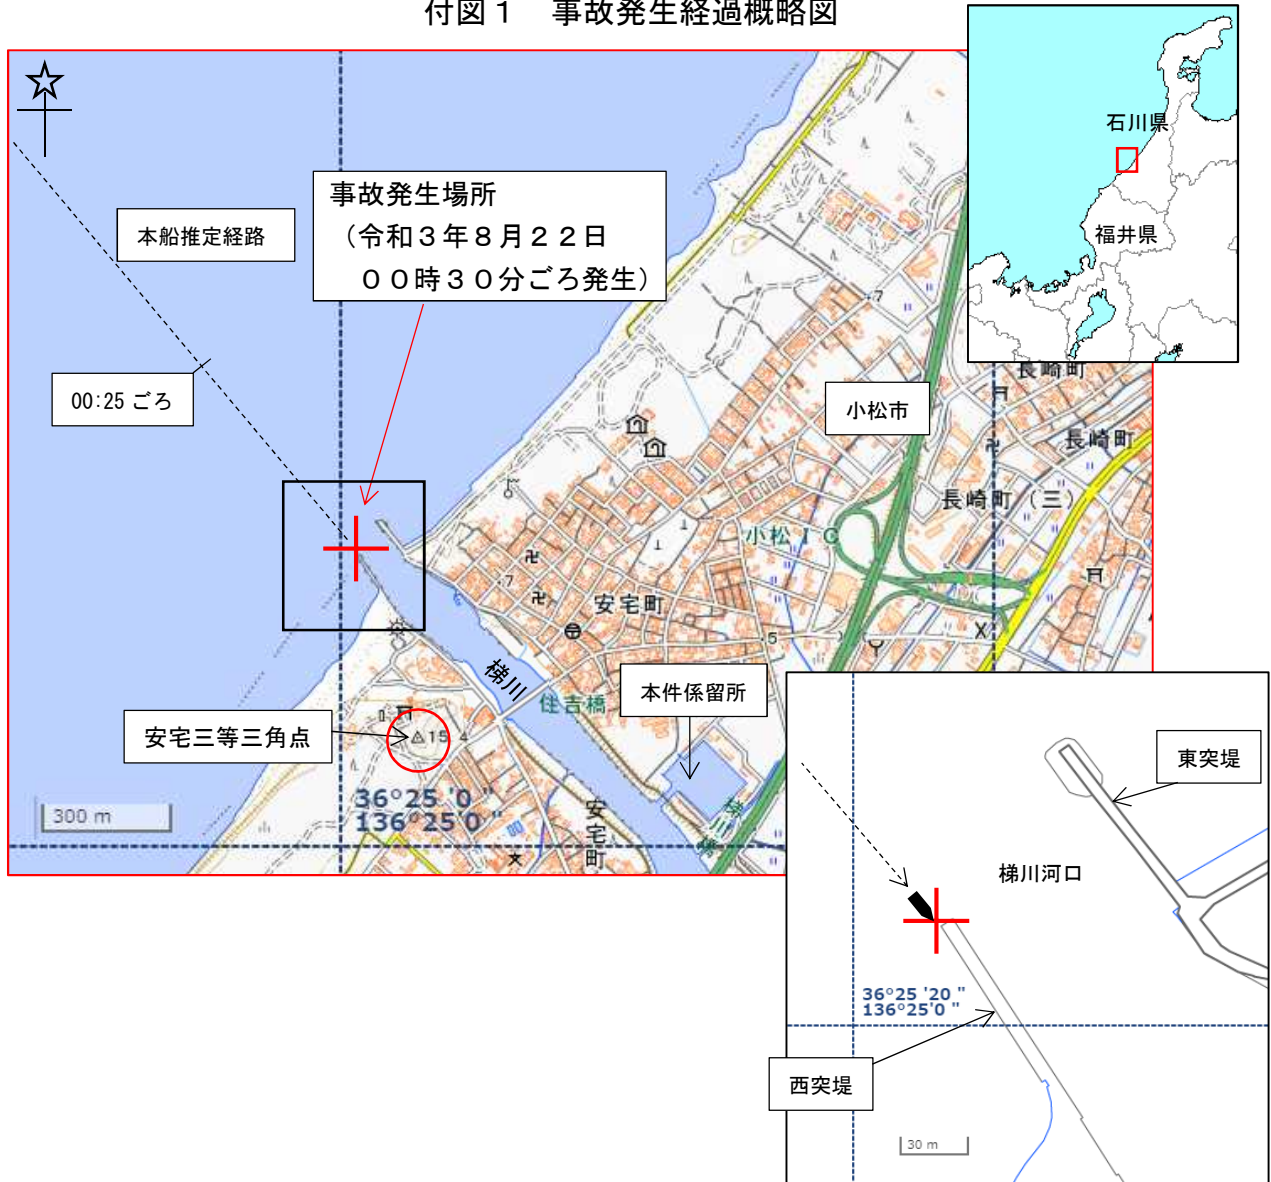 付図１　事故発生経過概略図
石川県
福井県
本船推定経路
事故発生場所
（令和３年８月２２日
００時３０分ごろ発生）
00:25 ごろ
小松市
長崎町
長崎町
長崎町（三）
小松ＩＣ
7
7
5
安宅町
梯川
住吉橋
本件係留所
安宅三等三角点
15.4
36°25 '0 "
136°25'0 "
安宅町
300 m
東突堤
梯川河口
36°25 '20 "
136°25'0 "
西突堤
30 m